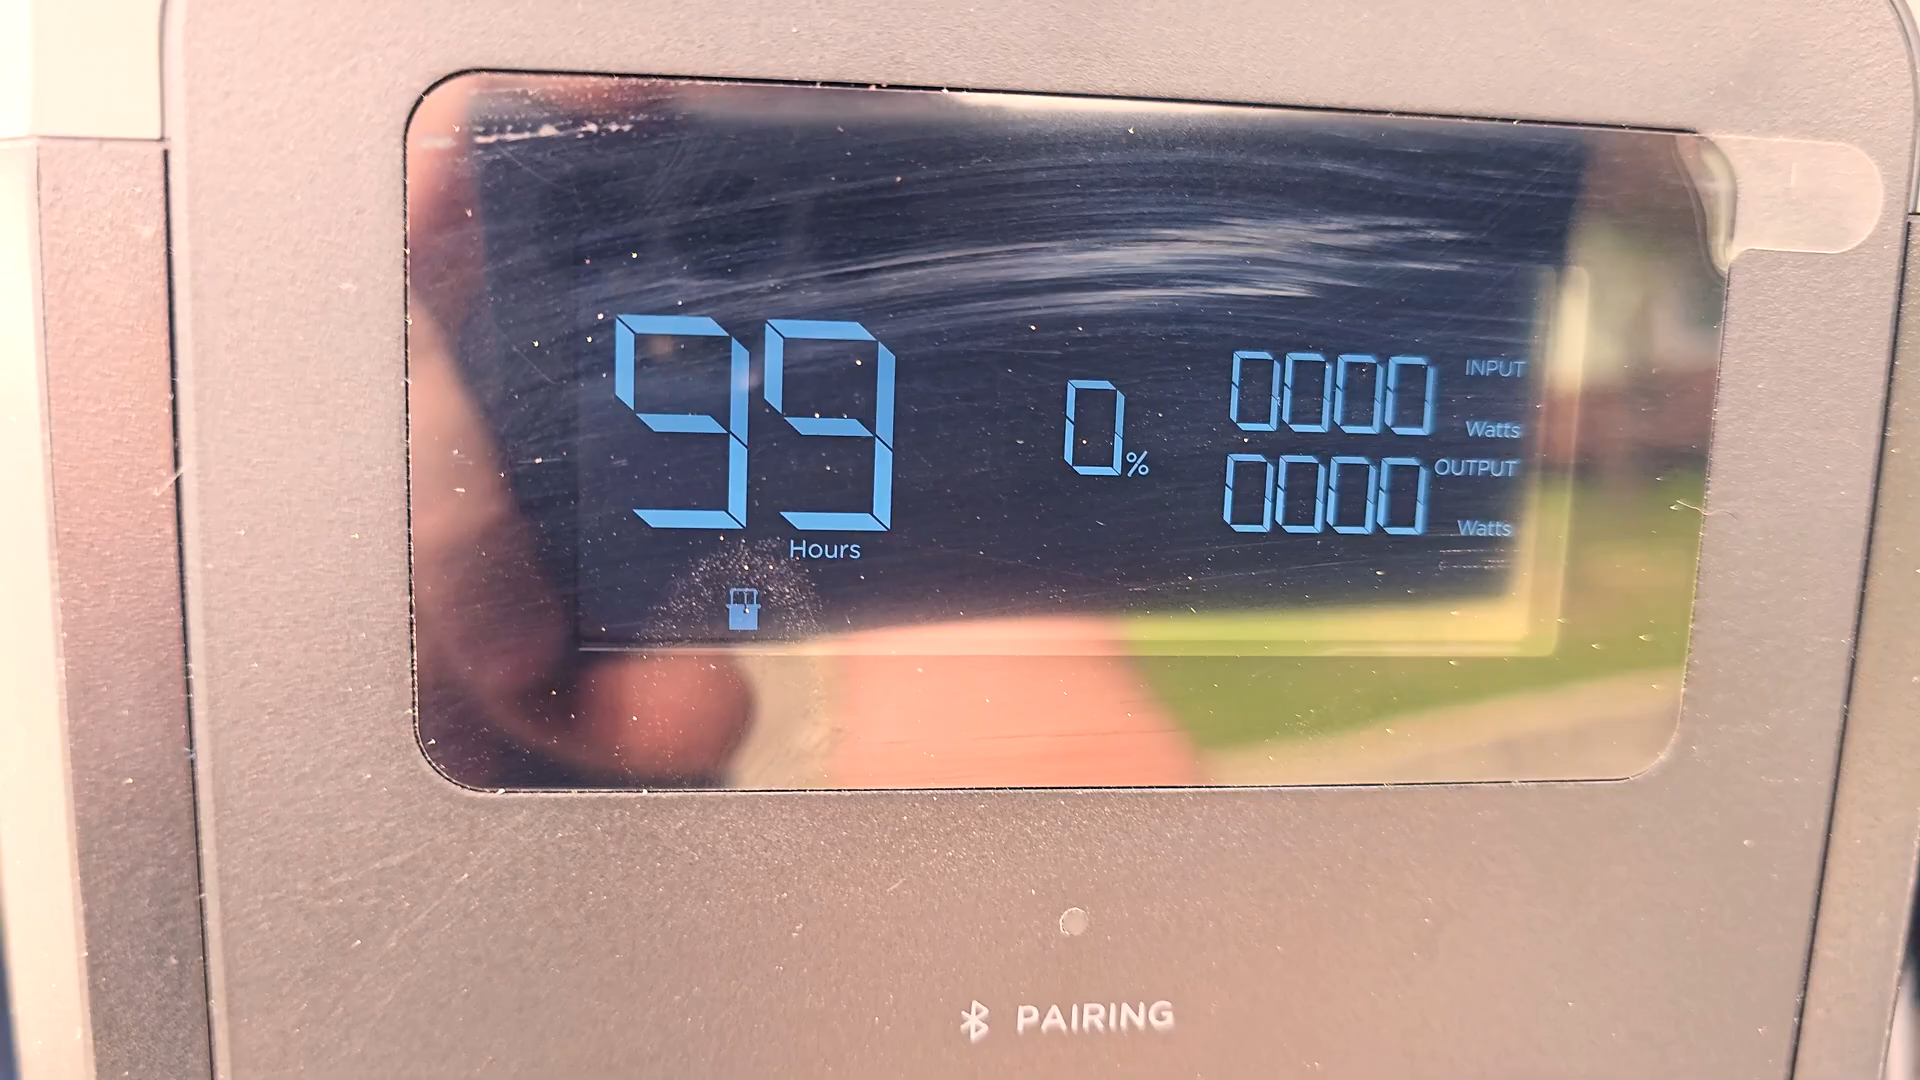 99
Hours
0%
0000 INPUT
Watts
0000 OUTPUT
Watts
PAIRING